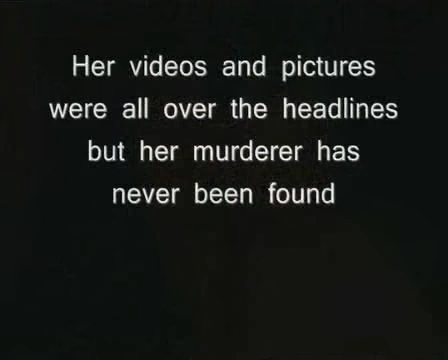 Her videos and pictures
were all over the headlines
but her murderer has
never been found